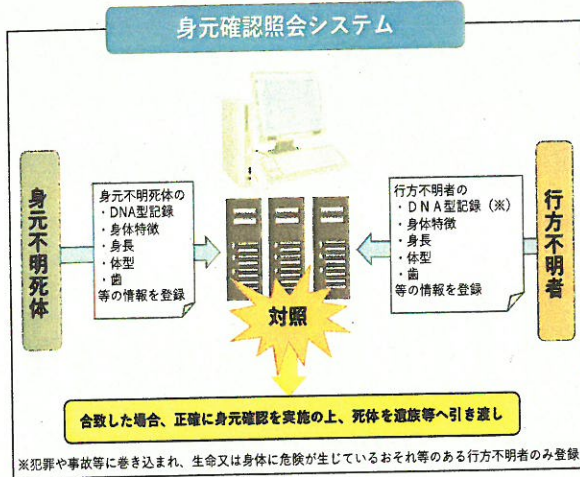 身元確認照会システム
身元不明死体
身元不明死体の
・DNA型記録
・身体特徴
・身長
・体型
・歯
等の情報を登録
行方不明者の
・ＤＮＡ型記録（※）
・身体特徴
・身長
・体型
・歯
等の情報を登録
行方不明者
対照
合致した場合、正確に身元確認を実施の上、死体を遺族等へ引き渡し
※犯罪や事故等に巻き込まれ、生命又は身体に危険が生じているおそれ等のある行方不明者のみ登録